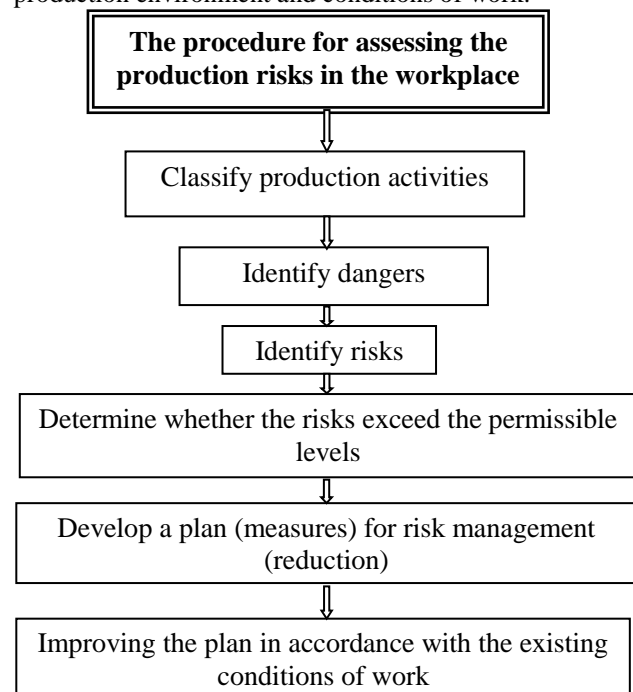 production environment and conditions of work.
The procedure for assessing the
production risks in the workplace
Classify production activities
Identify dangers
Identify risks
Determine whether the risks exceed the permissible
levels
Develop a plan (measures) for risk management
(reduction)
Improving the plan in accordance with the existing
conditions of work